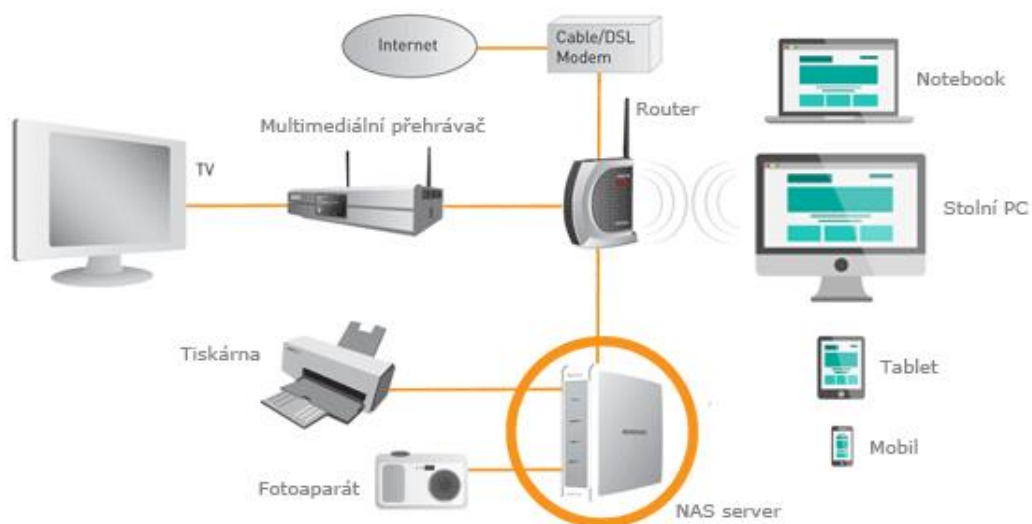 Internet
Cable/DSL
Modem
Notebook
Router
Multimediální přehrávač
TV
Stolní PC
Tiskárna
Tablet
Mobil
Fotoaparát
NAS server